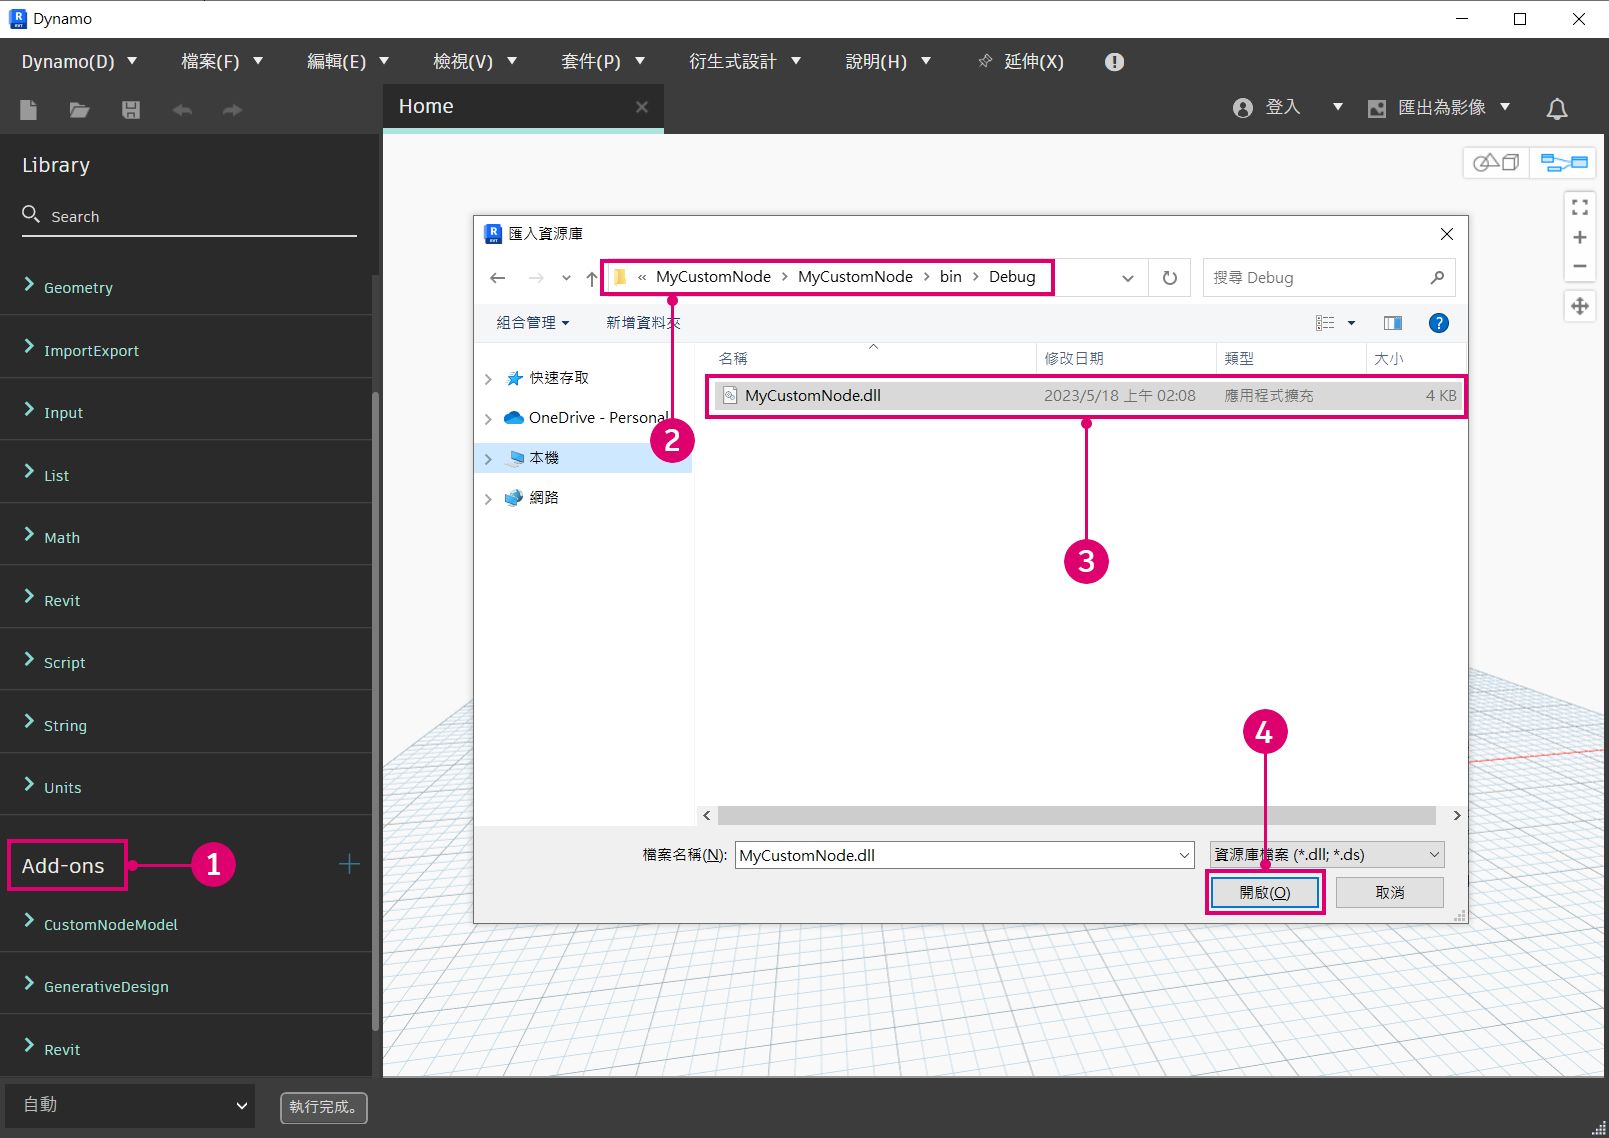 Dynamo
Dynamo(D) 檔案(F) 編輯(E) 檢視(V) 套件(P) 衍生式設計 說明(H) 延伸(X)
Home
登入 匯出為影像
Library
Search
Geometry
ImportExport
Input
List
Math
Revit
Script
String
Units
Add-ons
1
CustomNodeModel
GenerativeDesign
Revit
自動
執行完成。
匯入資源庫
« MyCustomNode › MyCustomNode › bin › Debug
搜尋 Debug
組合管理 新增資料夾
名稱 修改日期 類型 大小
快速存取
OneDrive - Personal
本機
網路
2
MyCustomNode.dll 2023/5/18 上午 02:08 應用程式擴充 4 KB
3
4
檔案名稱(N): MyCustomNode.dll
資源庫檔案 (*.dll; *.ds)
開啟(O) 取消